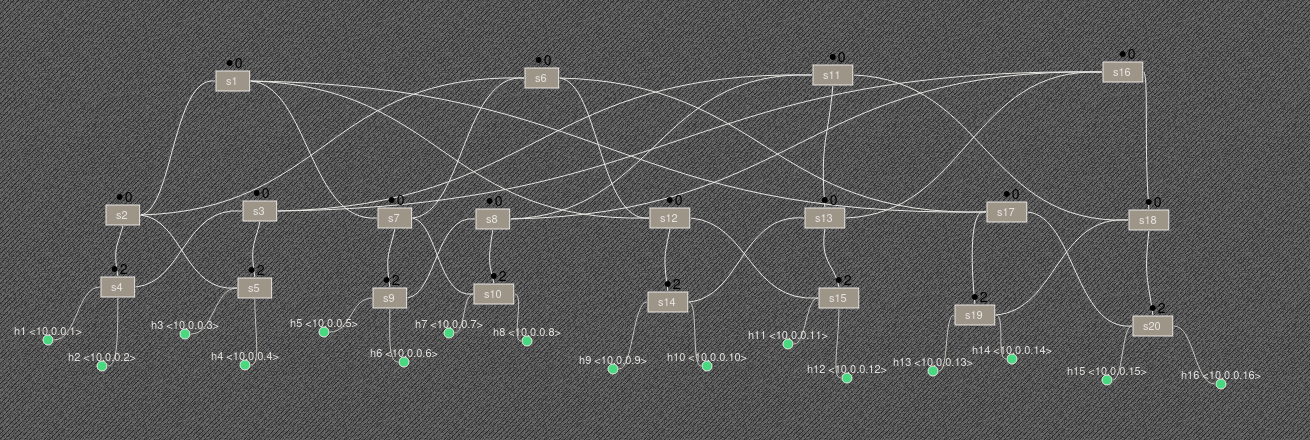 0 0 0 0
s1 s6 s11 s16
0 0 0 0 0 0 0 0
s2 s3 s7 s8 s12 s13 s17 s18
2 2 2 2 2 2 2 2
s4 s5 s9 s10 s14 s15 s19 s20
h1 <10.0.0.1> h3 <10.0.0.3> h5 <10.0.0.5> h7 <10.0.0.7> h8 <10.0.0.8> h11 <10.0.0.11> h14 <10.0.0.14>
h2 <10.0.0.2> h4 <10.0.0.4> h6 <10.0.0.6> h9 <10.0.0.9> h10 <10.0.0.10> h12 <10.0.0.12> h13 <10.0.0.13> h15 <10.0.0.15> h16 <10.0.0.16>